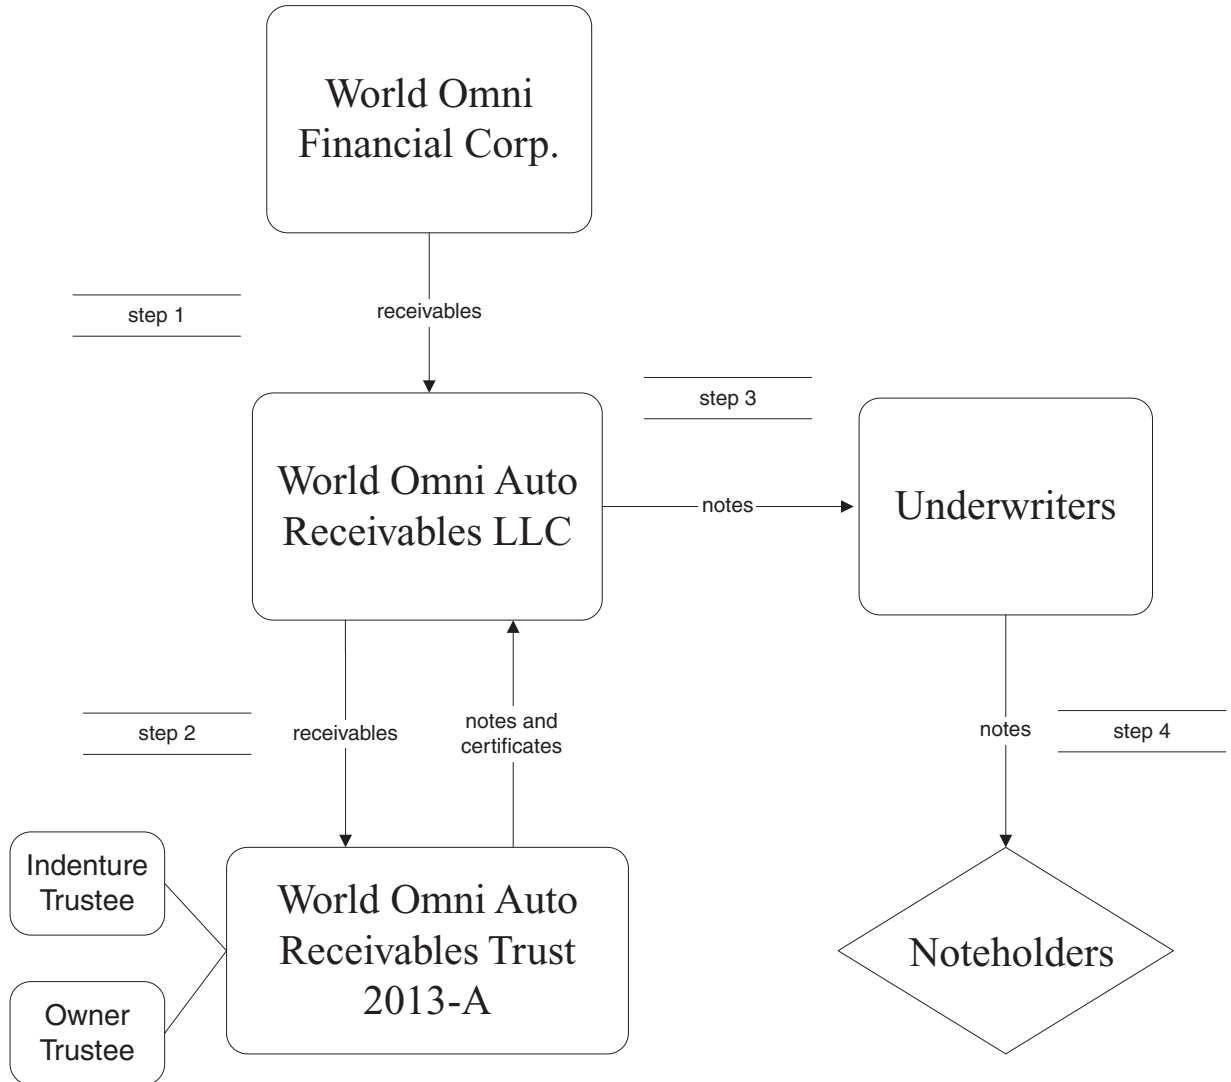 World Omni
Financial Corp.
step 1
receivables
step 3
World Omni Auto
Receivables LLC
notes
Underwriters
step 2
receivables
notes and
certificates
notes
step 4
Indenture
Trustee
Owner
Trustee
World Omni Auto
Receivables Trust
2013-A
Noteholders